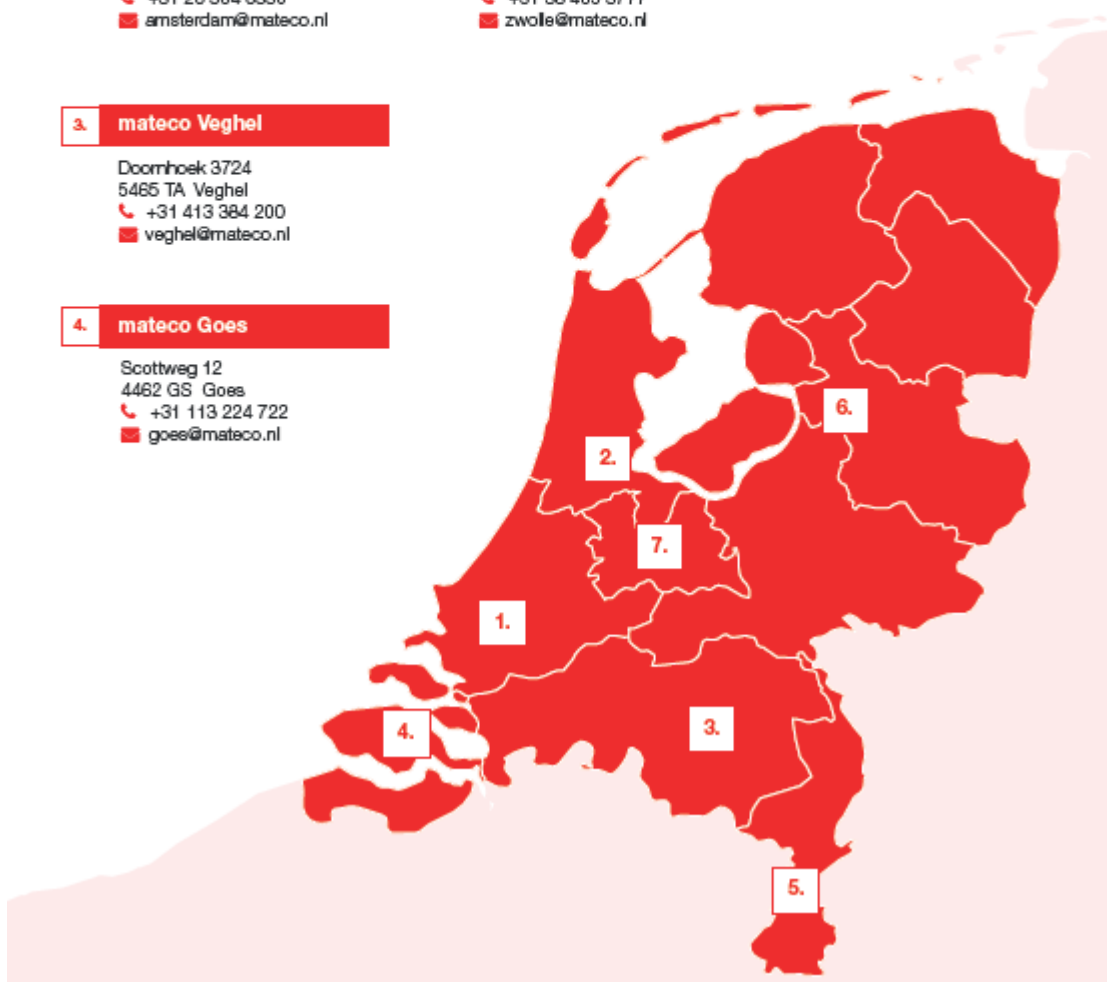 amsterdam@mateco.nl
zwolle@mateco.nl
3. mateco Veghel
Doornhoek 3724
5465 TA Veghel
+31 413 384 200
veghel@mateco.nl
4. mateco Goes
Scottweg 12
4462 GS Goes
+31 113 224 722
goes@mateco.nl
6.
2.
7.
1.
3.
4.
5.